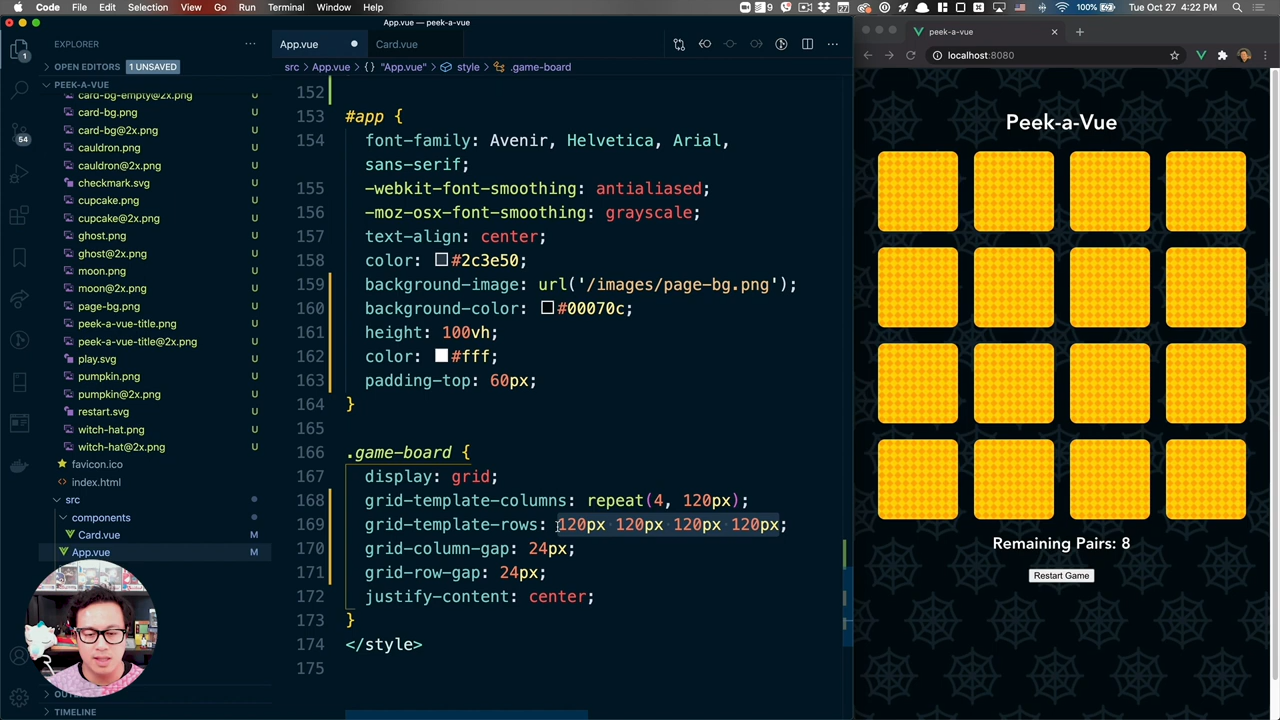 Code File Edit Selection View Go Run Terminal Window Help
9 27 100% Tue Oct 27 4:22 PM
App.vue — peek-a-vue
peek-a-vue
localhost:8080
EXPLORER
OPEN EDITORS 1 UNSAVED
PEEK-A-VUE
card-bg-empty@2x.png U
card-bg.png U
card-bg@2x.png U
cauldron.png U
cauldron@2x.png U
checkmark.svg U
cupcake.png U
cupcake@2x.png U
ghost.png U
ghost@2x.png U
moon.png U
moon@2x.png U
page-bg.png U
peek-a-vue-title.png U
peek-a-vue-title@2x.png U
play.svg U
pumpkin.png U
pumpkin@2x.png U
restart.svg U
witch-hat.png U
witch-hat@2x.png U
favicon.ico
index.html
src
components
Card.vue M
App.vue M
TIMELINE
1
54
App.vue Card.vue
src > App.vue > {} "App.vue" > style > .game-board
152
153 #app {
154 font-family: Avenir, Helvetica, Arial,
sans-serif;
155 -webkit-font-smoothing: antialiased;
156 -moz-osx-font-smoothing: grayscale;
157 text-align: center;
158 color: #2c3e50;
159 background-image: url('/images/page-bg.png');
160 background-color: #00070c;
161 height: 100vh;
162 color: #fff;
163 padding-top: 60px;
164 }
165
166 .game-board {
167 display: grid;
168 grid-template-columns: repeat(4, 120px);
169 grid-template-rows: 120px 120px 120px 120px;
170 grid-column-gap: 24px;
171 grid-row-gap: 24px;
172 justify-content: center;
173 }
174 </style>
175
Peek-a-Vue
Remaining Pairs: 8
Restart Game